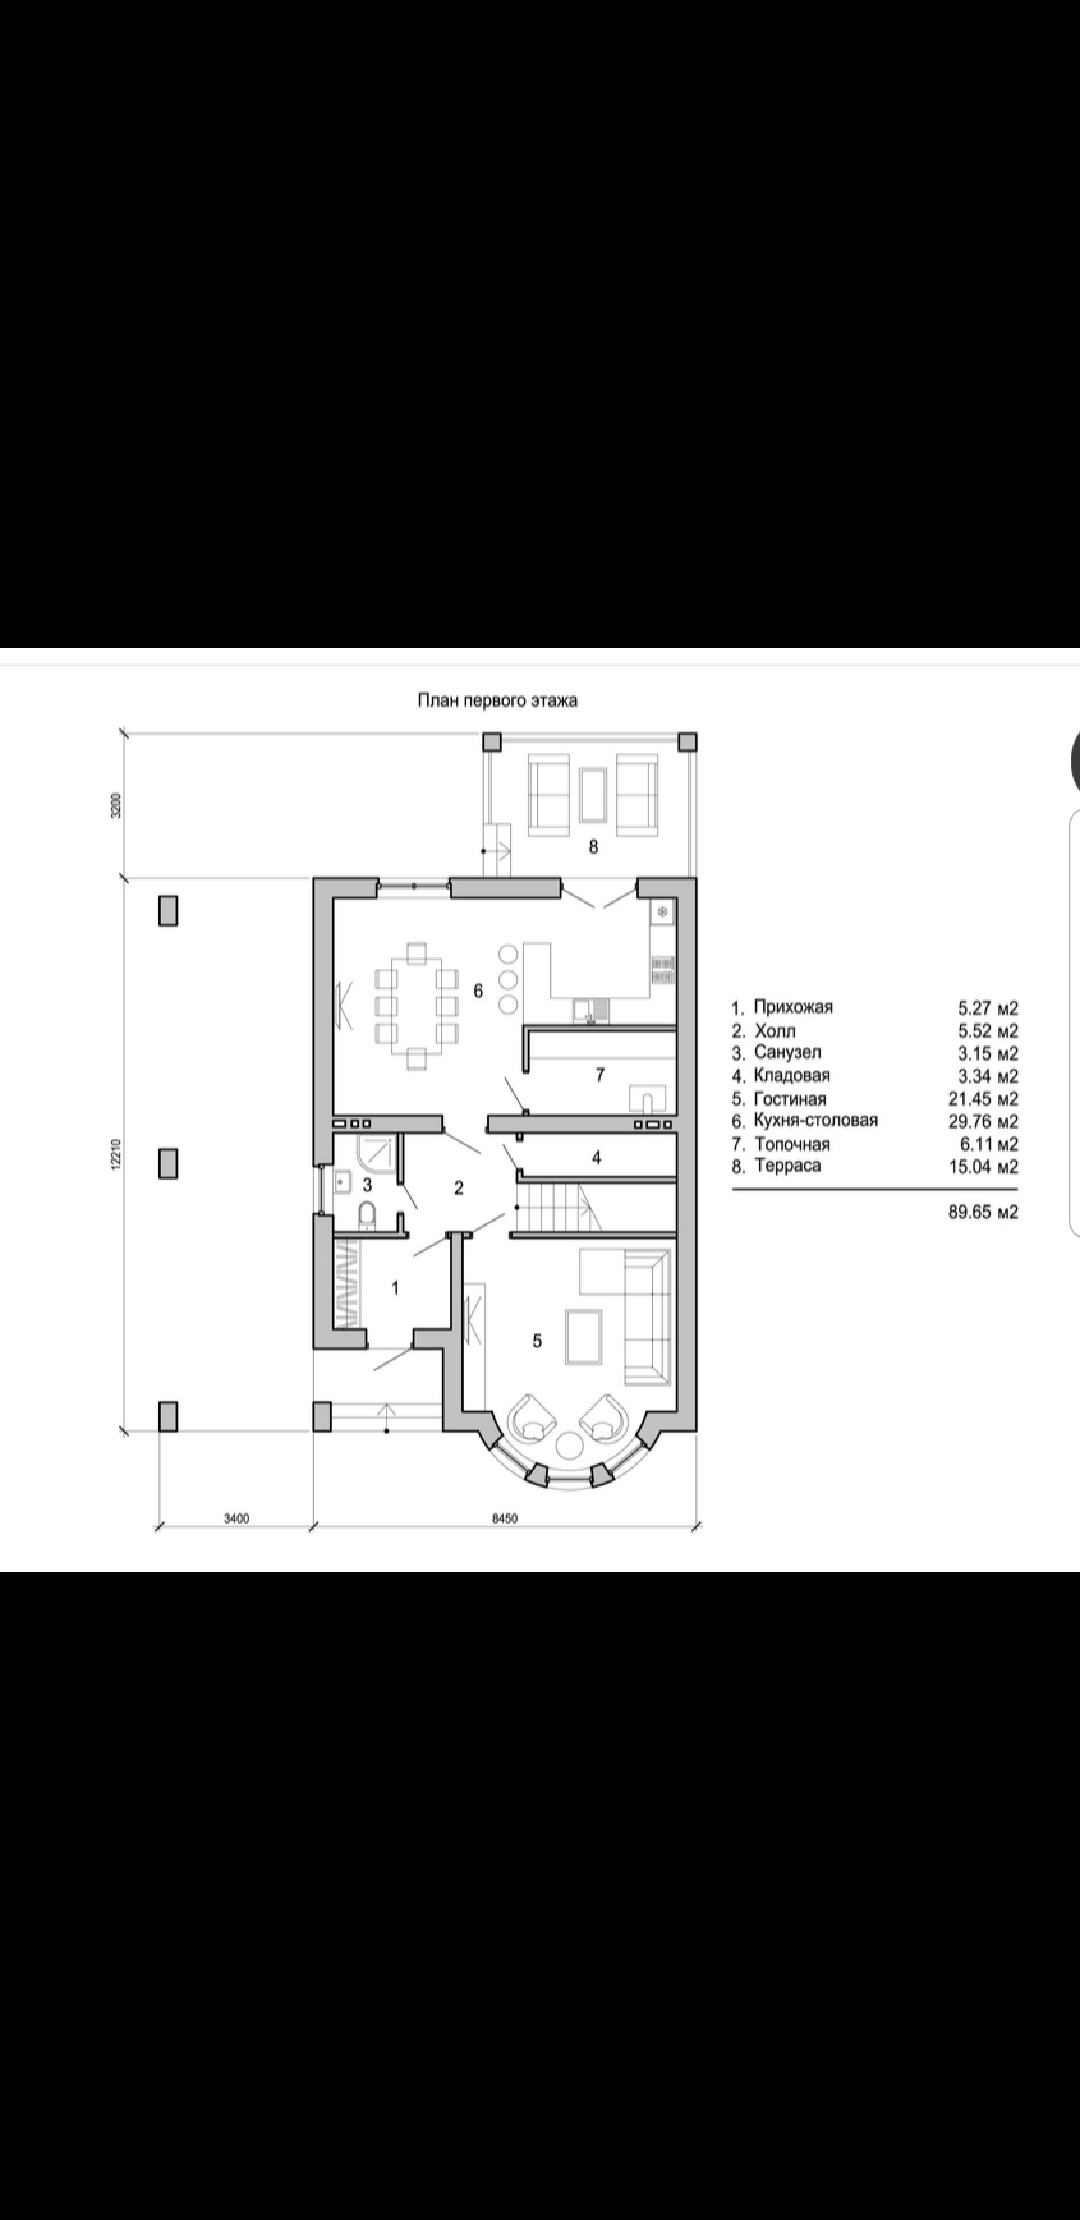 План первого этажа
3200
8
6
7
12210
4
3
2
1
5
3400
8450
1. Прихожая 5.27 м2
2. Холл 5.52 м2
3. Санузел 3.15 м2
4. Кладовая 3.34 м2
5. Гостиная 21.45 м2
6. Кухня-столовая 29.76 м2
7. Топочная 6.11 м2
8. Терраса 15.04 м2
89.65 м2